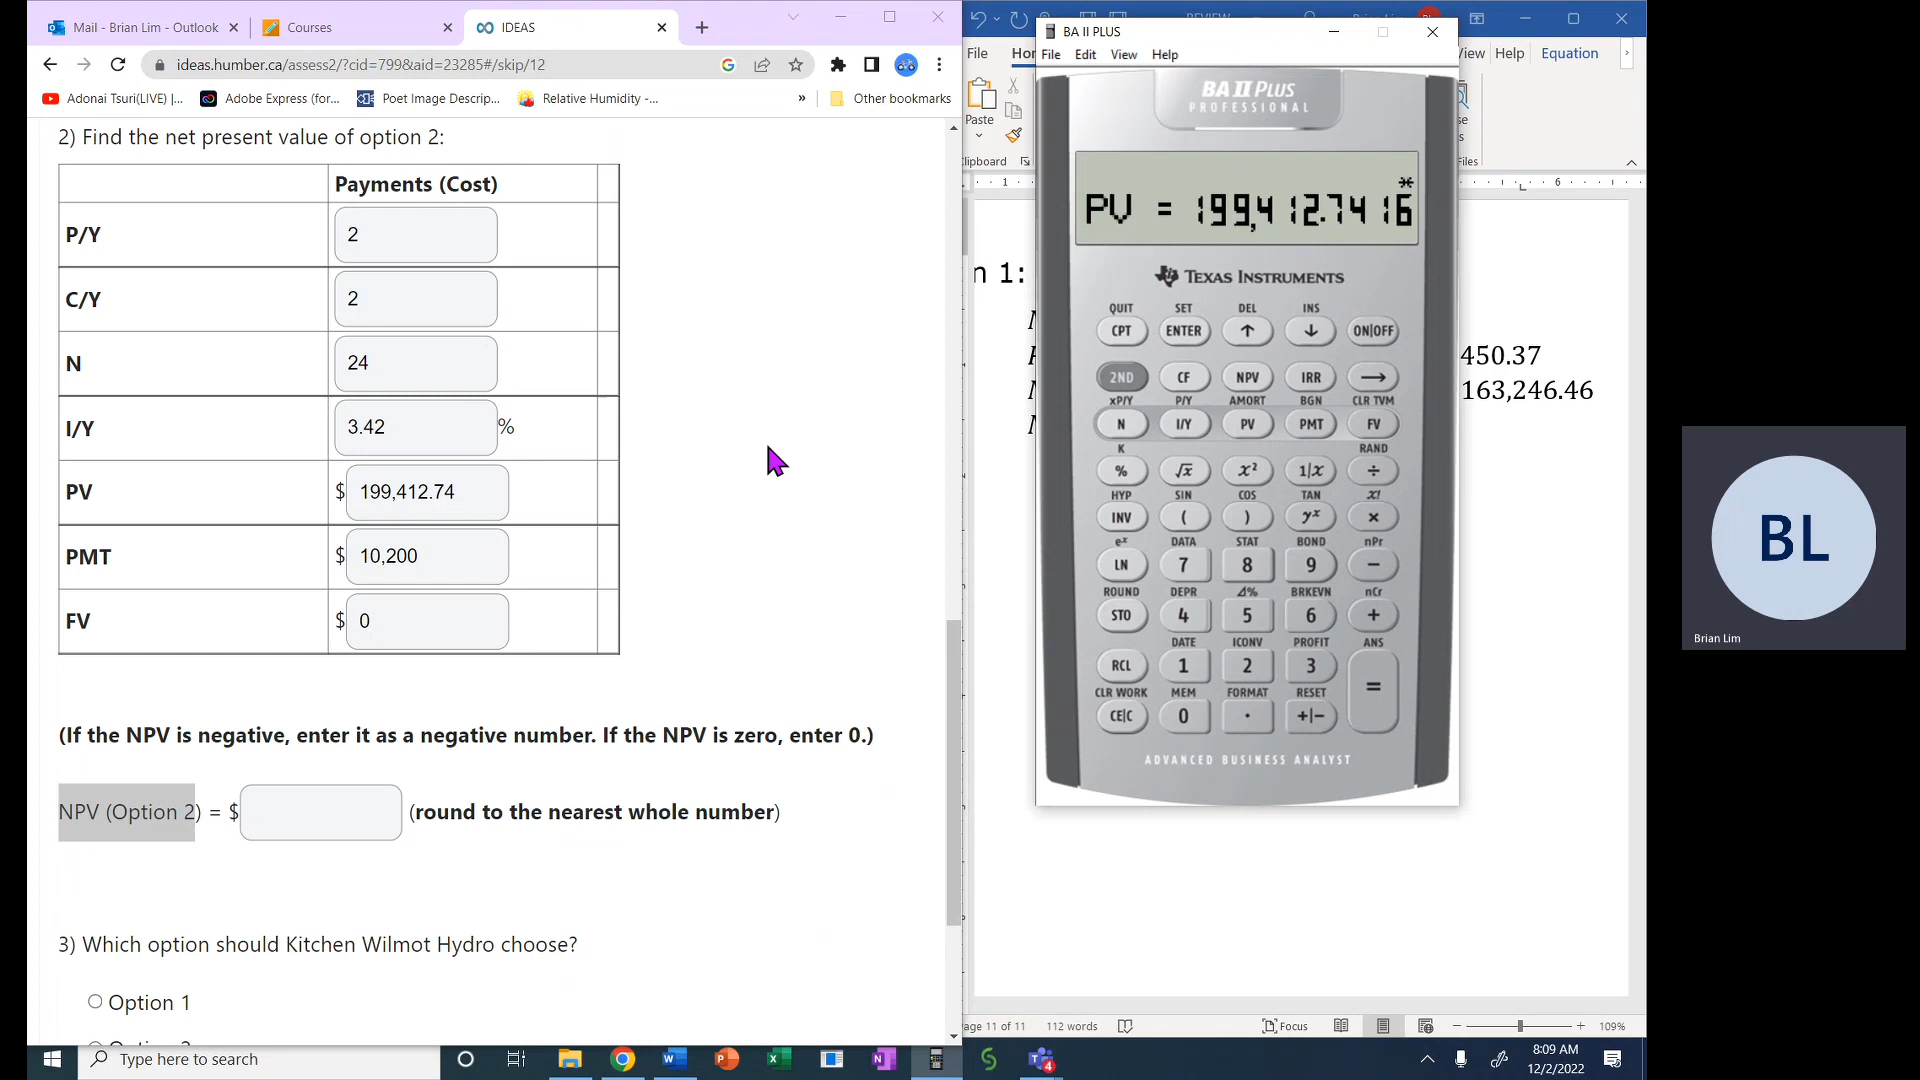 Mail - Brian Lim - Outlook
Courses
IDEAS
ideas.humber.ca/assess2/?cid=799&aid=23285#/skip/12
Adonai Tsuri(LIVE) |...
Adobe Express (for...
Poet Image Descrip...
Relative Humidity -...
»
Other bookmarks
2) Find the net present value of option 2:
Payments (Cost)
P/Y
2
C/Y
2
N
24
I/Y
3.42
%
PV
$
199,412.74
PMT
$
10,200
FV
$
0
(If the NPV is negative, enter it as a negative number. If the NPV is zero, enter 0.)
NPV (Option 2) = $
(round to the nearest whole number)
3) Which option should Kitchen Wilmot Hydro choose?
Option 1
Type here to search
File
Hor
View
Help
Equation
Paste
lipboard
Files
1
6
n 1:
450.37
163,246.46
BA II PLUS
File
Edit
View
Help
BA II PLUS
PROFESSIONAL
PV = 199,412.7416
TEXAS INSTRUMENTS
QUIT SET DEL INS
CPT ENTER ↑ ↓ ON|OFF
2ND CF NPV IRR →
xP/Y P/Y AMORT BGN CLR TVM
N I/Y PV PMT FV
K RAND
% √x x² 1/x ÷
HYP SIN COS TAN x!
INV ( ) yˣ ×
eˣ DATA STAT BOND nPr
LN 7 8 9 −
ROUND DEPR Δ% BRKEVN nCr
STO 4 5 6 +
DATE ICONV PROFIT ANS
RCL 1 2 3 =
CLR WORK MEM FORMAT RESET
CE|C 0 . +|−
ADVANCED BUSINESS ANALYST
age 11 of 11
112 words
Focus
109%
4
8:09 AM
12/2/2022
BL
Brian Lim